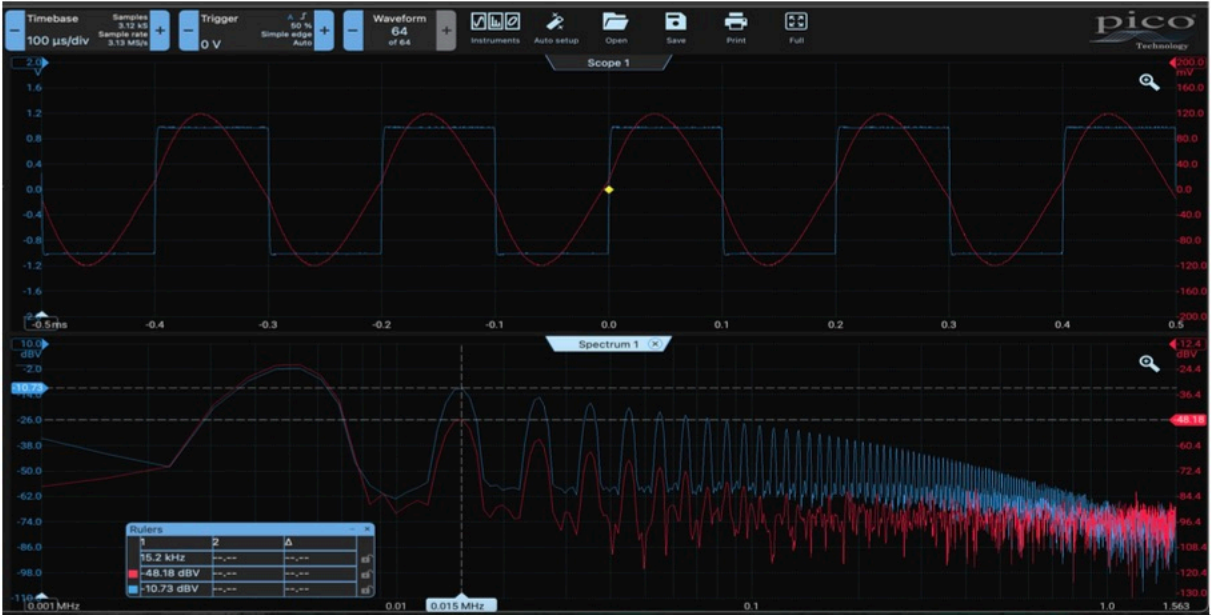 Timebase
100 µs/div
Samples
3.12 kS
Sample rate
3.13 MS/s
Trigger
0 V
A
50 %
Simple edge
Auto
Waveform
64
of 64
Instruments
Auto setup
Open
Save
Print
Full
pico
Technology
Scope 1
2.0
V
1.6
1.2
0.8
0.4
0.0
-0.4
-0.8
-1.2
-1.6
200.0
mV
160.0
120.0
80.0
40.0
0.0
-40.0
-80.0
-120.0
-160.0
-200.0
-0.5 ms
-0.4
-0.3
-0.2
-0.1
0.0
0.1
0.2
0.3
0.4
0.5
Spectrum 1
10.0
dBV
-2.0
-10.73
-14.0
-26.0
-38.0
-50.0
-62.0
-74.0
-86.0
-98.0
-12.4
dBV
-24.4
-36.4
-48.18
-60.4
-72.4
-84.4
-96.4
-108.4
-120.4
-130.0
Rulers
1 2 Δ
15.2 kHz --.-- --.--
-48.18 dBV --.-- --.--
-10.73 dBV --.-- --.--
0.001 MHz
0.01
0.015 MHz
0.1
1.0
1.563